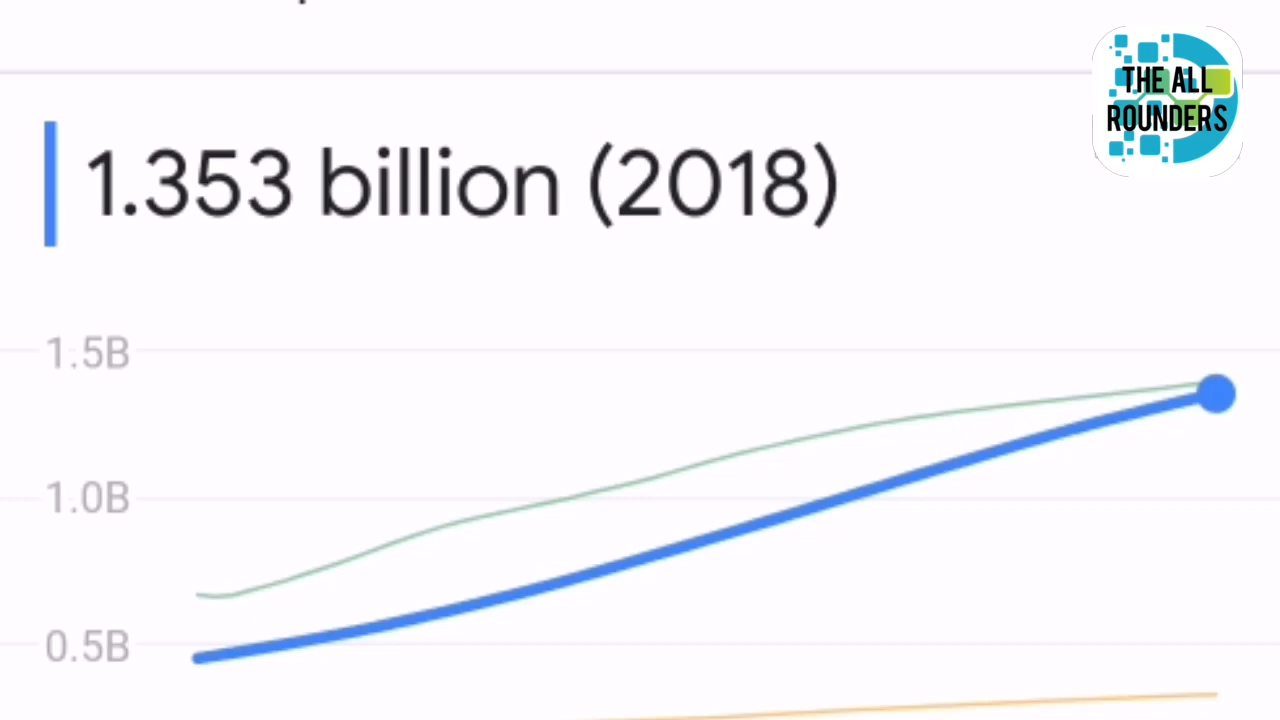 THE ALL
ROUNDERS
1.353 billion (2018)
1.5B
1.0B
0.5B